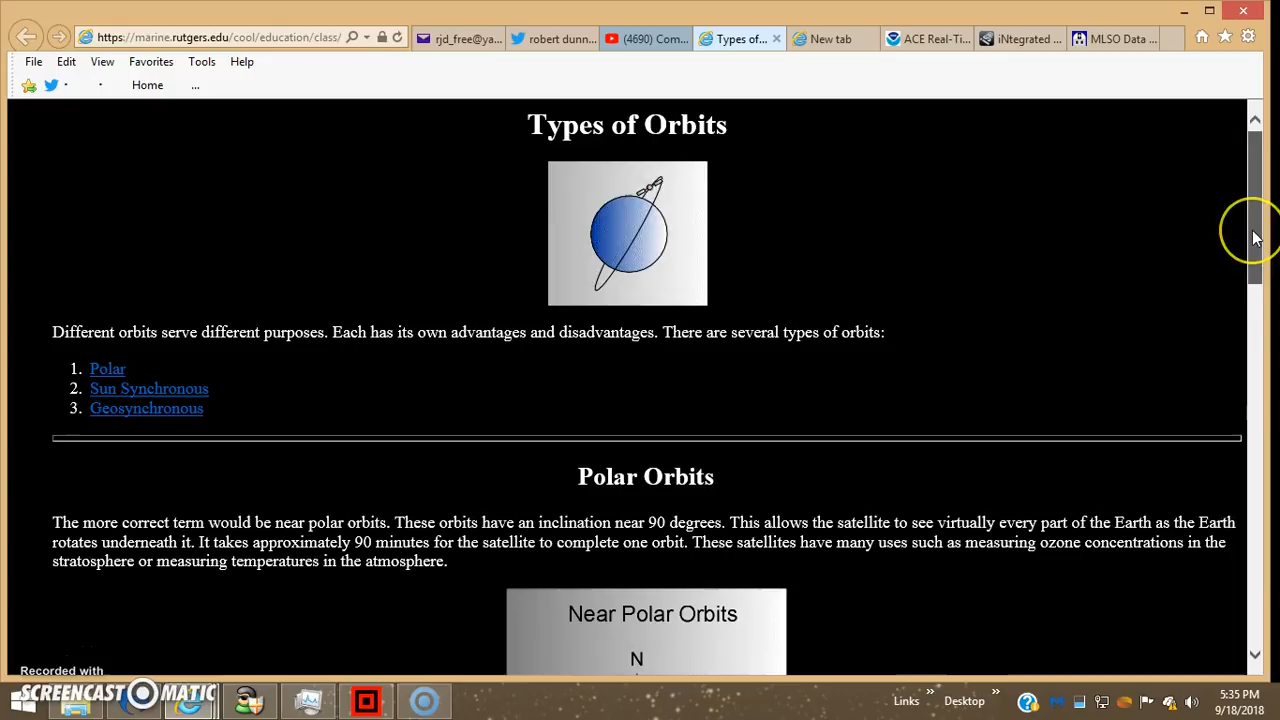 https://marine.rutgers.edu/cool/education/class/
rjd_free@ya...
robert dunn...
(4690) Com...
Types of...
New tab
ACE Real-Ti...
iNtegrated ...
MLSO Data ...
File Edit View Favorites Tools Help
Home
...
Types of Orbits
Different orbits serve different purposes. Each has its own advantages and disadvantages. There are several types of orbits:
1. Polar
2. Sun Synchronous
3. Geosynchronous
Polar Orbits
The more correct term would be near polar orbits. These orbits have an inclination near 90 degrees. This allows the satellite to see virtually every part of the Earth as the Earth
rotates underneath it. It takes approximately 90 minutes for the satellite to complete one orbit. These satellites have many uses such as measuring ozone concentrations in the
stratosphere or measuring temperatures in the atmosphere.
Near Polar Orbits
N
Recorded with
SCREENCAST MATIC
Links »
Desktop »
5:35 PM
9/18/2018